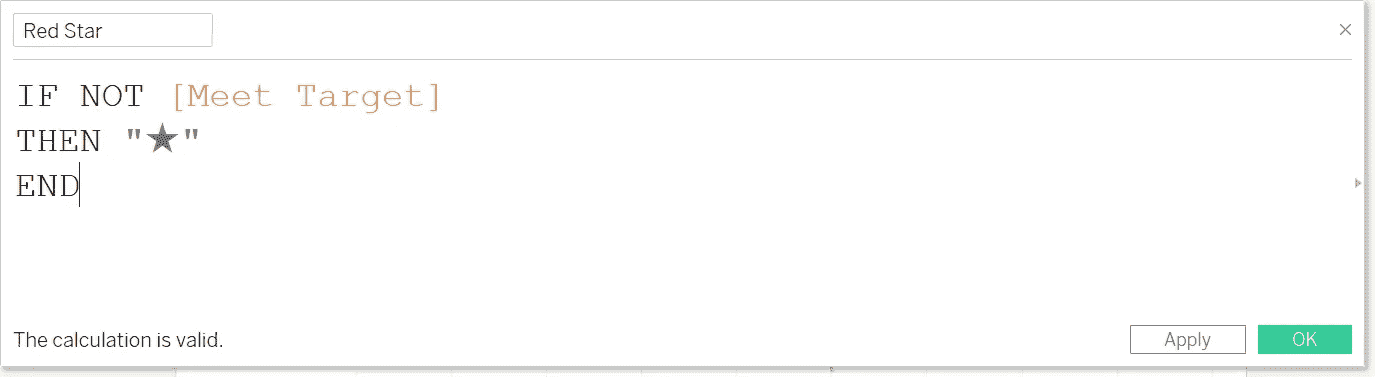 Red Star
×
IF NOT [Meet Target]
THEN "★"
END
The calculation is valid.
Apply
OK